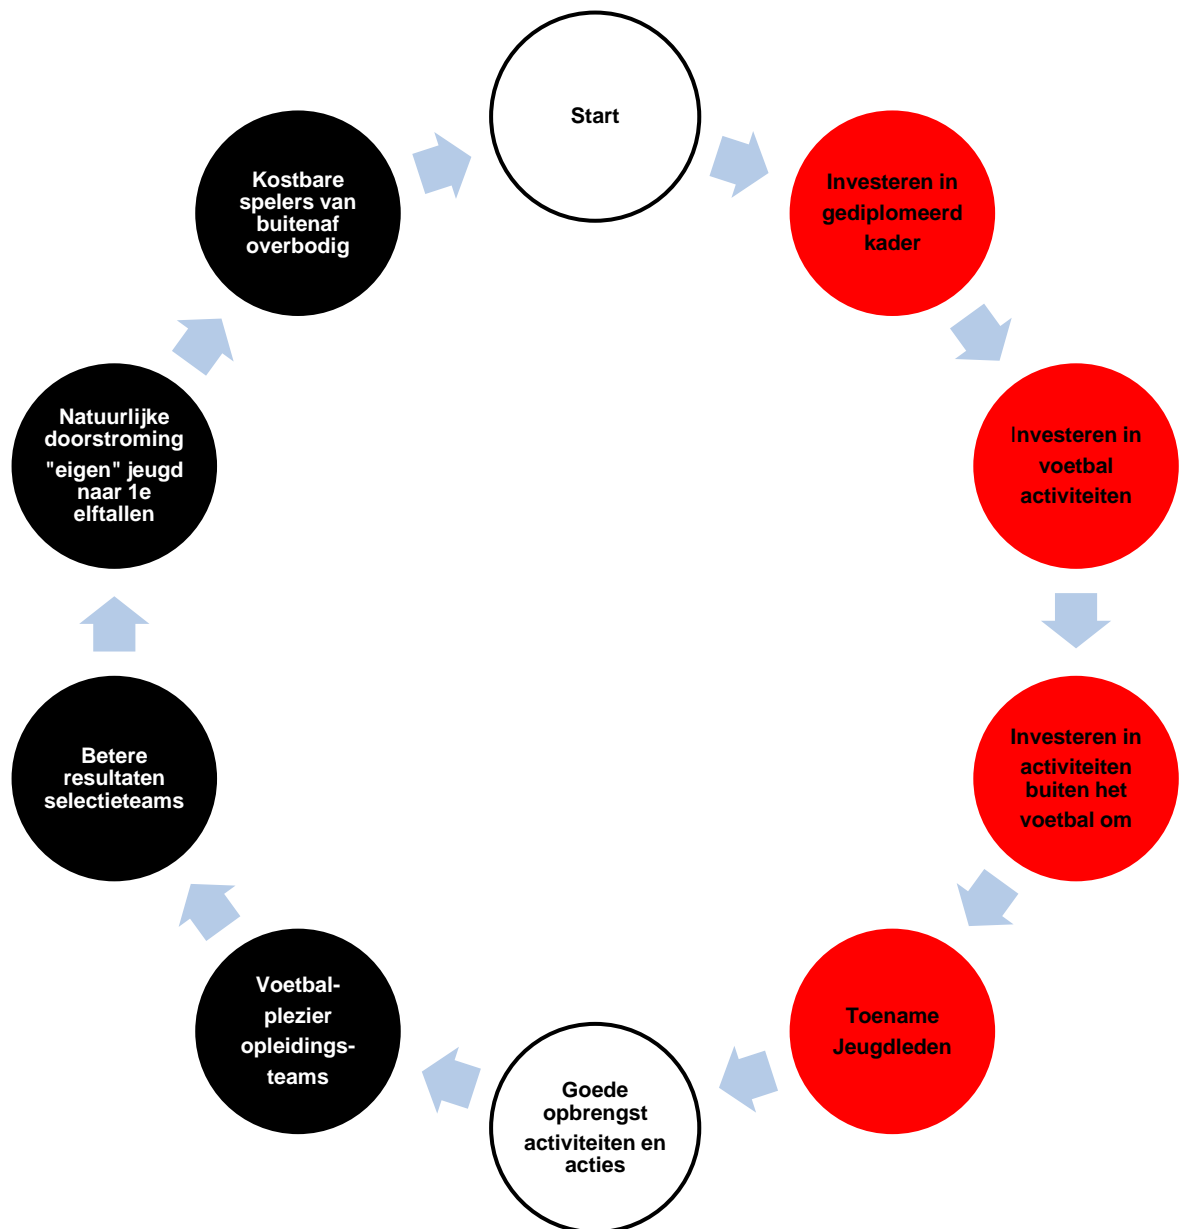 Start
Investeren in
gediplomeerd
kader
Investeren in
voetbal
activiteiten
Investeren in
activiteiten
buiten het
voetbal om
Toename
Jeugdleden
Goede
opbrengst
activiteiten en
acties
Voetbal-
plezier
opleidings-
teams
Betere
resultaten
selectieteams
Natuurlijke
doorstroming
"eigen" jeugd
naar 1e
elftallen
Kostbare
spelers van
buitenaf
overbodig